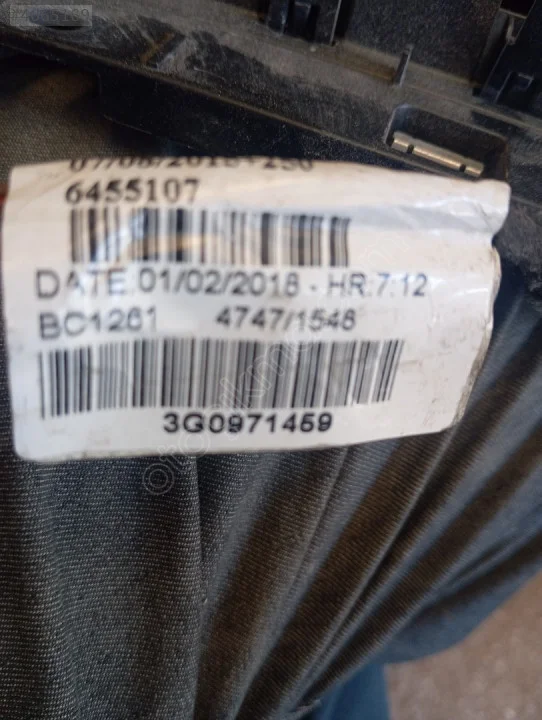 6455107
DATE 01/02/2018 - HR:7:12
BC1261 4747/1548
3G0971459